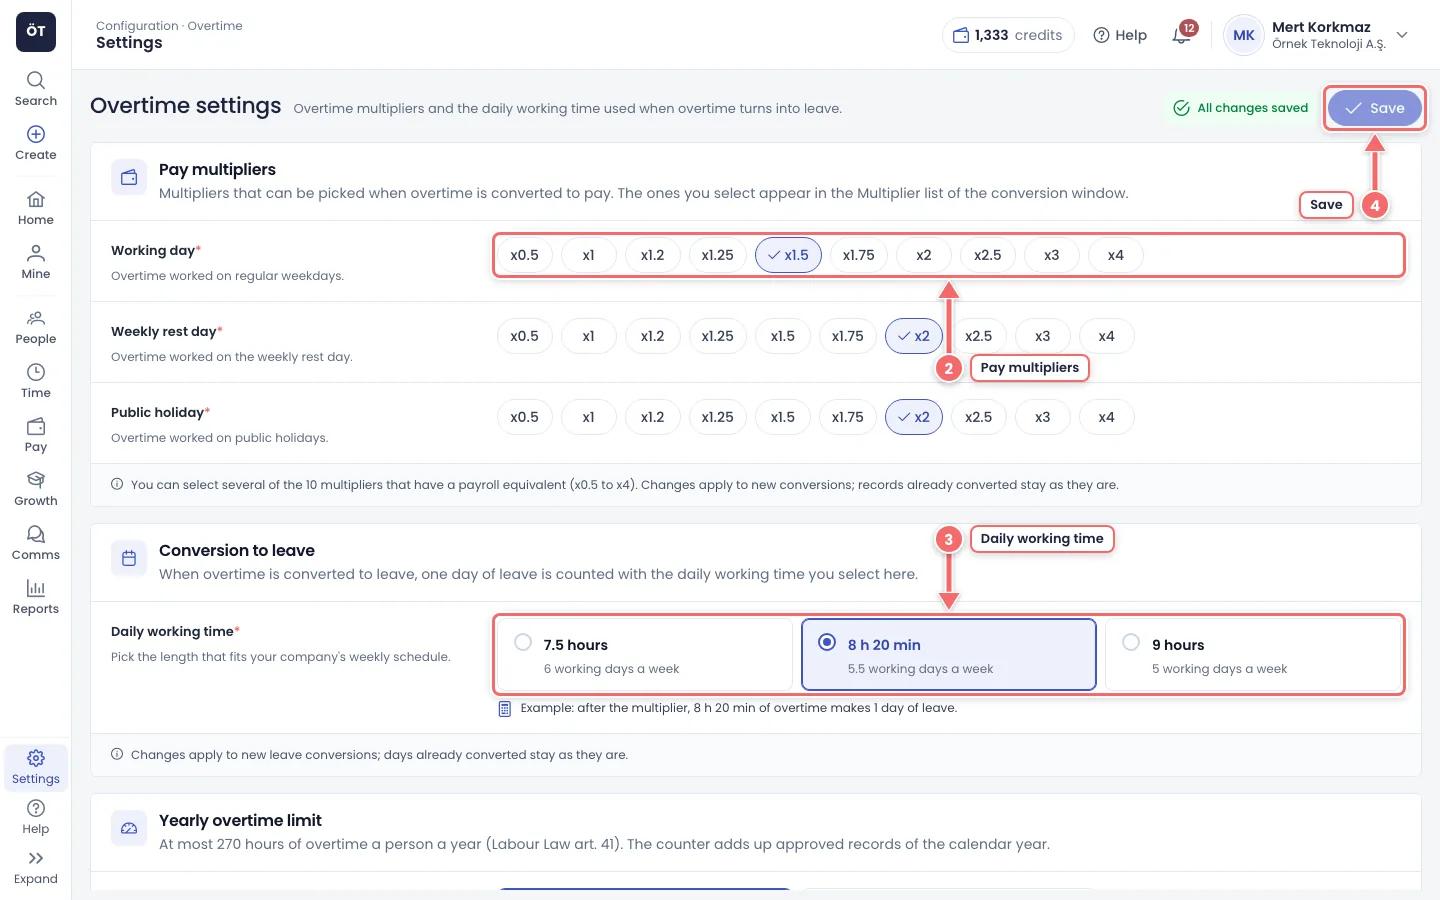 ÖT
Search
Create
Home
Mine
People
Time
Pay
Growth
Comms
Reports
Settings
Help
Expand
Configuration · Overtime
Settings
1,333 credits
Help
12
MK
Mert Korkmaz
Örnek Teknoloji A.Ş.
Overtime settings
Overtime multipliers and the daily working time used when overtime turns into leave.
All changes saved
Save
Pay multipliers
Multipliers that can be picked when overtime is converted to pay. The ones you select appear in the Multiplier list of the conversion window.
Save
4
Working day*
Overtime worked on regular weekdays.
x0.5 x1 x1.2 x1.25 x1.5 x1.75 x2 x2.5 x3 x4
Weekly rest day*
Overtime worked on the weekly rest day.
x0.5 x1 x1.2 x1.25 x1.5 x1.75 x2 x2.5 x3 x4
2
Pay multipliers
Public holiday*
Overtime worked on public holidays.
x0.5 x1 x1.2 x1.25 x1.5 x1.75 x2 x2.5 x3 x4
You can select several of the 10 multipliers that have a payroll equivalent (x0.5 to x4). Changes apply to new conversions; records already converted stay as they are.
Conversion to leave
When overtime is converted to leave, one day of leave is counted with the daily working time you select here.
3
Daily working time
Daily working time*
Pick the length that fits your company's weekly schedule.
7.5 hours
6 working days a week
8 h 20 min
5.5 working days a week
9 hours
5 working days a week
Example: after the multiplier, 8 h 20 min of overtime makes 1 day of leave.
Changes apply to new leave conversions; days already converted stay as they are.
Yearly overtime limit
At most 270 hours of overtime a person a year (Labour Law art. 41). The counter adds up approved records of the calendar year.